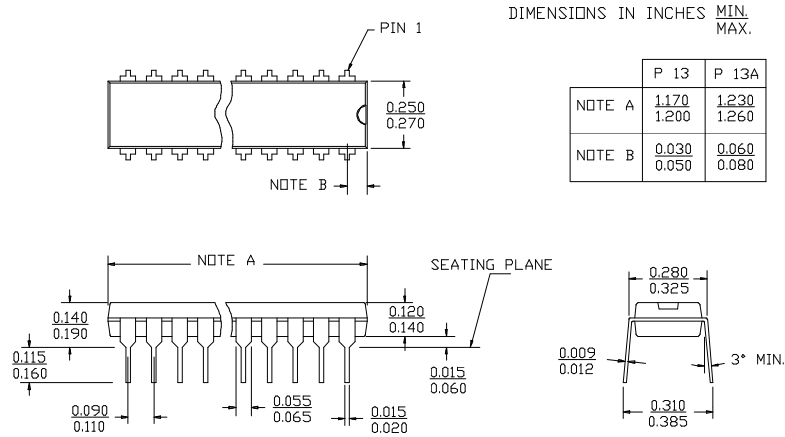 DIMENSIONS IN INCHES MIN.
MAX.
PIN 1
P 13 P 13A
NOTE A 1.170 1.230
1.200 1.260
NOTE B 0.030 0.060
0.050 0.080
0.250
0.270
NOTE B
NOTE A
SEATING PLANE
0.280
0.325
0.140
0.190
0.120
0.140
0.115
0.160
0.009
0.012
3° MIN.
0.015
0.060
0.090
0.110
0.055
0.065
0.015
0.020
0.310
0.385